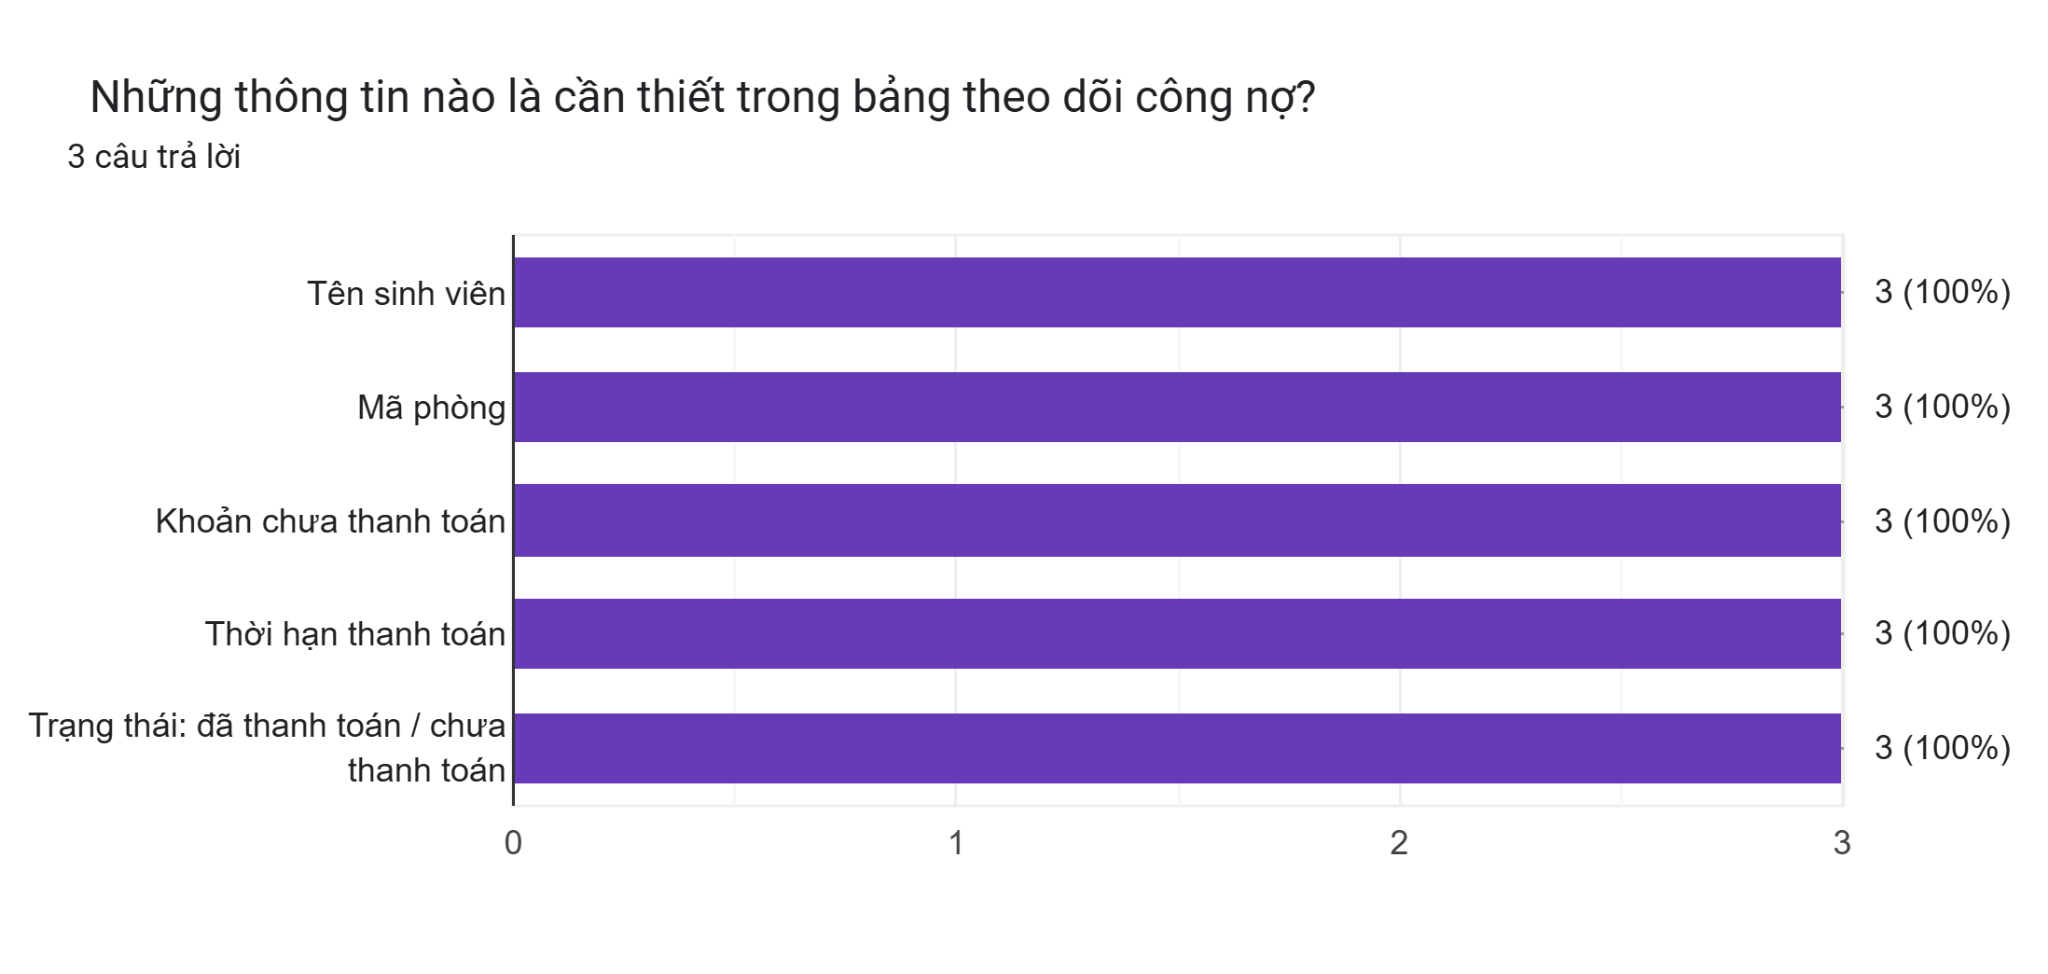 Những thông tin nào là cần thiết trong bảng theo dõi công nợ?
3 câu trả lời
Tên sinh viên
3 (100%)
Mã phòng
3 (100%)
Khoản chưa thanh toán
3 (100%)
Thời hạn thanh toán
3 (100%)
Trạng thái: đã thanh toán / chưa
thanh toán
3 (100%)
0 1 2 3